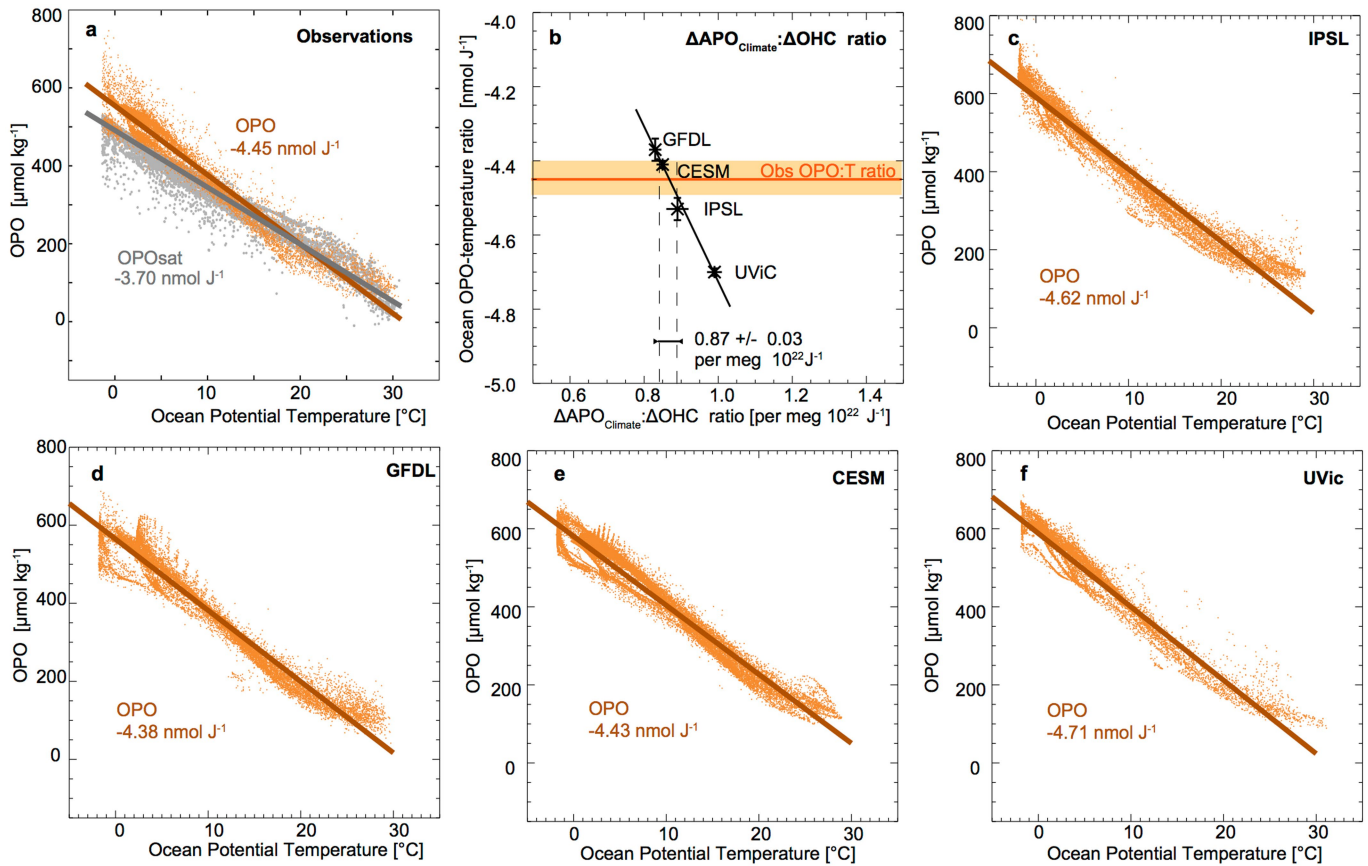 a
Observations
OPO
-4.45 nmol J-1
OPOsat
-3.70 nmol J-1
OPO [µmol kg-1]
800
600
400
200
0
0
10
20
30
Ocean Potential Temperature [°C]
b
ΔAPOClimate:ΔOHC ratio
GFDL
CESM
Obs OPO:T ratio
IPSL
UViC
0.87 +/- 0.03
per meg 10²² J-1
Ocean OPO-temperature ratio [nmol J-1]
-4.0
-4.2
-4.4
-4.6
-4.8
-5.0
0.6
0.8
1.0
1.2
1.4
ΔAPOClimate:ΔOHC ratio [per meg 10²² J-1]
c
IPSL
OPO
-4.62 nmol J-1
OPO [µmol kg-1]
800
600
400
200
0
0
10
20
30
Ocean Potential Temperature [°C]
d
GFDL
OPO
-4.38 nmol J-1
OPO [µmol kg-1]
800
600
400
200
0
0
10
20
30
Ocean Potential Temperature [°C]
e
CESM
OPO
-4.43 nmol J-1
OPO [µmol kg-1]
800
600
400
200
0
0
10
20
30
Ocean Potential Temperature [°C]
f
UVic
OPO
-4.71 nmol J-1
OPO [µmol kg-1]
800
600
400
200
0
0
10
20
30
Ocean Potential Temperature [°C]